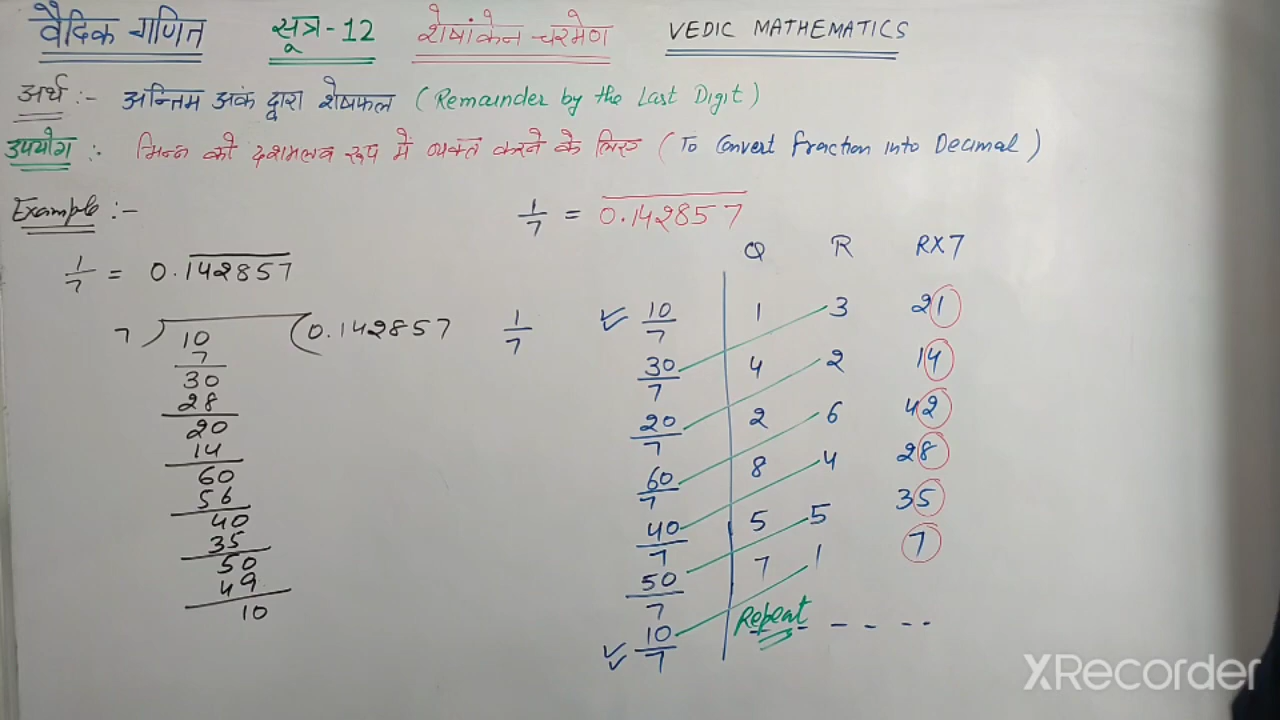 वैदिक गणित सूत्र-12 शेषांकेन चरमेण VEDIC MATHEMATICS
अर्थ :- अन्तिम अकं द्वारा शेषफल (Remainder by the Last Digit)
उपयोग :- भिन्न को दशमलव रूप में व्यक्त करने के लिए (To Convert fraction into Decimal)
Example :-
1/7 = 0.142857
7 ) 10 ( 0.142857
7
30
28
20
14
60
56
40
35
50
49
10
1/7 = 0.142857
Q R RX7
1/7
10/7 1 3 21
30/7 4 2 14
20/7 2 6 42
60/7 8 4 28
40/7 5 5 35
50/7 7 1 7
10/7 Repeat - - - - -
XRecorder